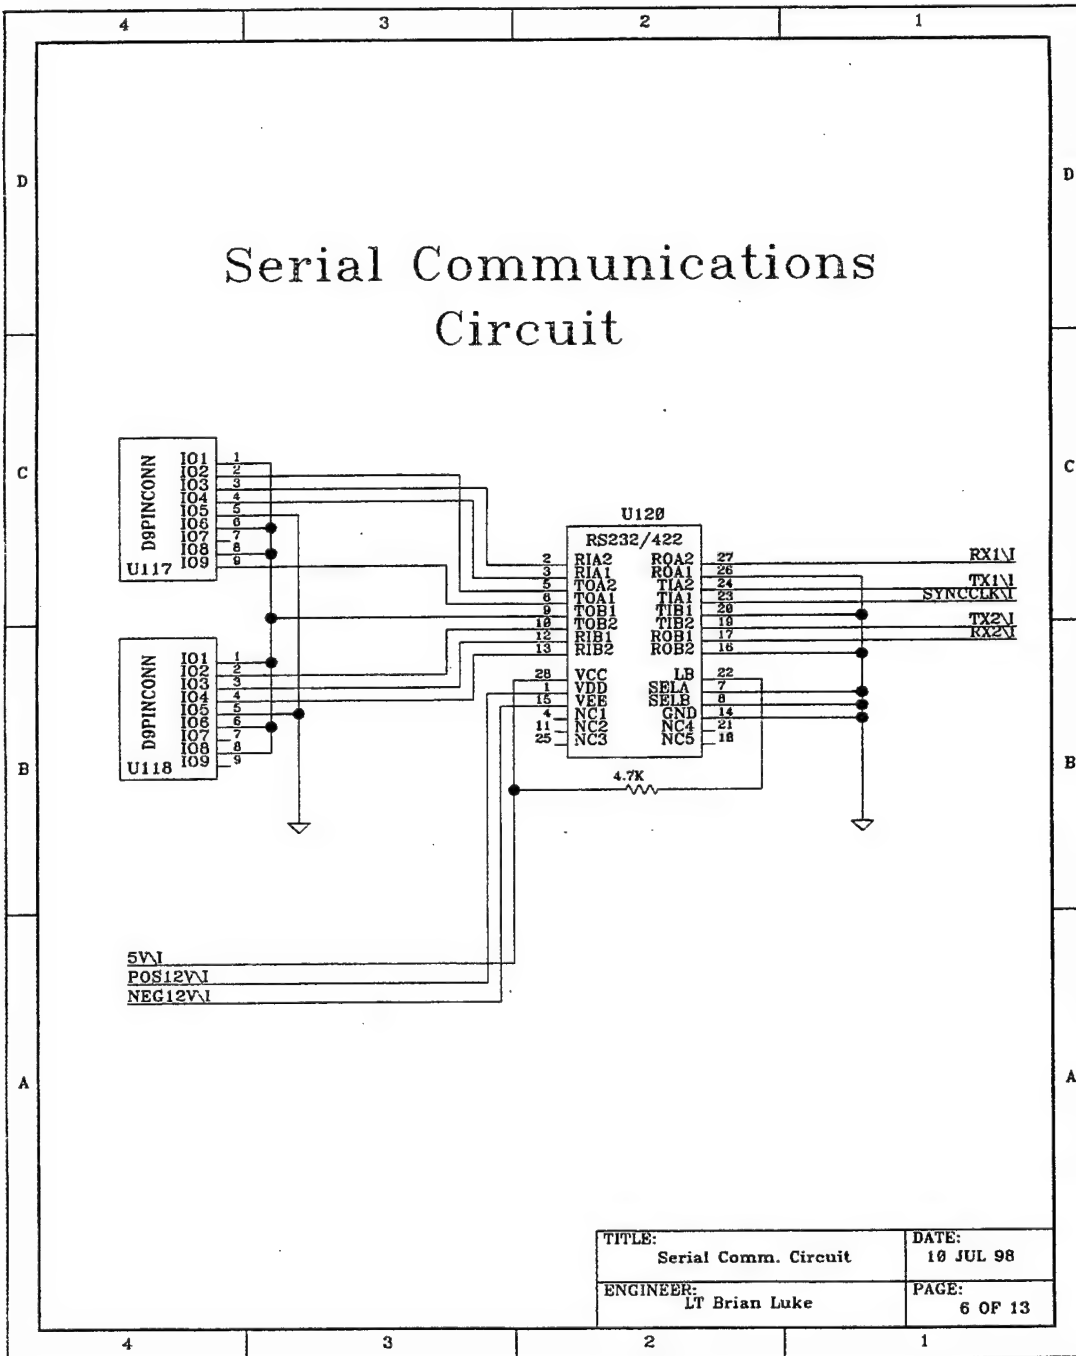 4 3 2 1
D D
Serial Communications
Circuit
C C
D9PINCONN
IO1 1
IO2 2
IO3 3
IO4 4
IO5 5
IO6 6
IO7 7
IO8 8
IO9 9
U117
D9PINCONN
IO1 1
IO2 2
IO3 3
IO4 4
IO5 5
IO6 6
IO7 7
IO8 8
IO9 9
U118
U120
RS232/422
2 RIA2 ROA2 27
3 RIA1 ROA1 26
5 TOA2 TIA2 24
6 TOA1 TIA1 23
9 TOB1 TIB1 20
10 TOB2 TIB2 19
12 RIB1 ROB1 17
13 RIB2 ROB2 16
28 VCC LB 22
1 VDD SELA 7
15 VEE SELB 8
4 NC1 GND 14
11 NC2 NC4 21
25 NC3 NC5 18
RX1\I
TX1\I
SYNCCLK\I
TX2\I
RX2\I
4.7K
B B
5V\I
POS12V\I
NEG12V\I
A A
TITLE:
Serial Comm. Circuit
DATE:
10 JUL 98
ENGINEER:
LT Brian Luke
PAGE:
6 OF 13
4 3 2 1